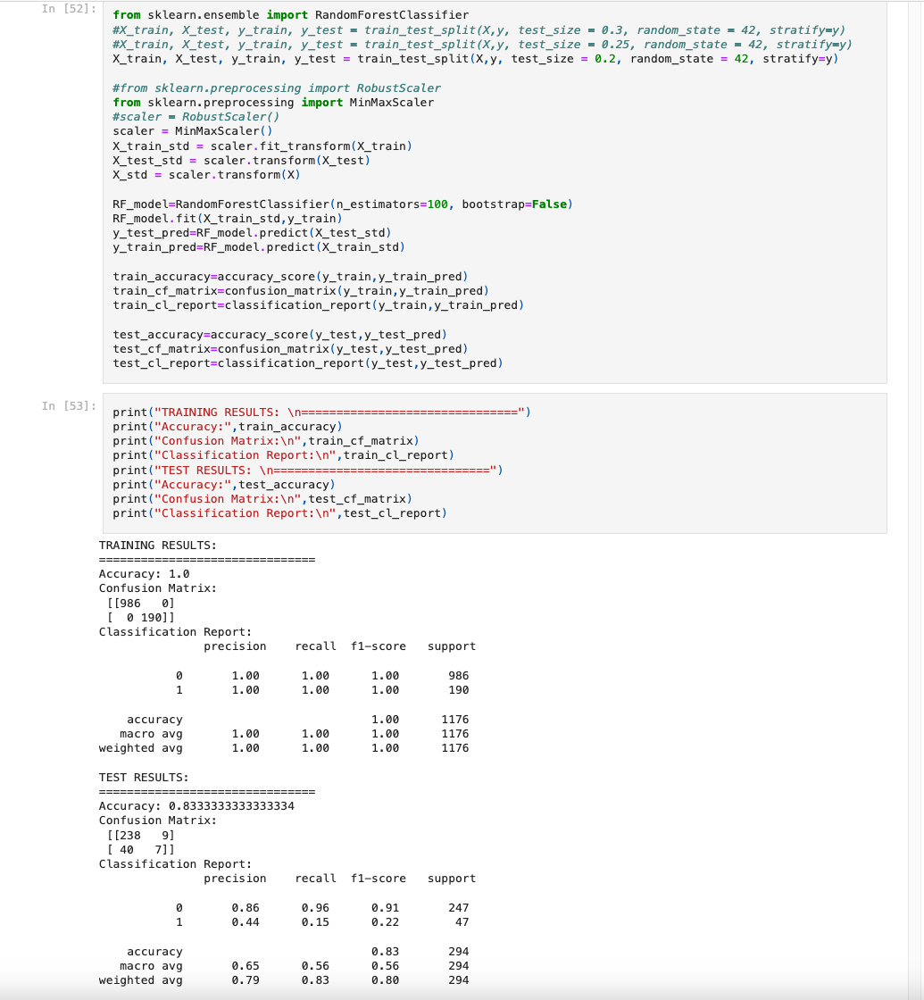 In [52]:
from sklearn.ensemble import RandomForestClassifier
#X_train, X_test, y_train, y_test = train_test_split(X,y, test_size = 0.3, random_state = 42, stratify=y)
#X_train, X_test, y_train, y_test = train_test_split(X,y, test_size = 0.25, random_state = 42, stratify=y)
X_train, X_test, y_train, y_test = train_test_split(X,y, test_size = 0.2, random_state = 42, stratify=y)

#from sklearn.preprocessing import RobustScaler
from sklearn.preprocessing import MinMaxScaler
#scaler = RobustScaler()
scaler = MinMaxScaler()
X_train_std = scaler.fit_transform(X_train)
X_test_std = scaler.transform(X_test)
X_std = scaler.transform(X)

RF_model=RandomForestClassifier(n_estimators=100, bootstrap=False)
RF_model.fit(X_train_std,y_train)
y_test_pred=RF_model.predict(X_test_std)
y_train_pred=RF_model.predict(X_train_std)

train_accuracy=accuracy_score(y_train,y_train_pred)
train_cf_matrix=confusion_matrix(y_train,y_train_pred)
train_cl_report=classification_report(y_train,y_train_pred)

test_accuracy=accuracy_score(y_test,y_test_pred)
test_cf_matrix=confusion_matrix(y_test,y_test_pred)
test_cl_report=classification_report(y_test,y_test_pred)

In [53]:
print("TRAINING RESULTS: \n===============================")
print("Accuracy:",train_accuracy)
print("Confusion Matrix:\n",train_cf_matrix)
print("Classification Report:\n",train_cl_report)
print("TEST RESULTS: \n===============================")
print("Accuracy:",test_accuracy)
print("Confusion Matrix:\n",test_cf_matrix)
print("Classification Report:\n",test_cl_report)

TRAINING RESULTS:
===============================
Accuracy: 1.0
Confusion Matrix:
 [[986   0]
 [  0 190]]
Classification Report:
               precision    recall  f1-score   support

           0       1.00      1.00      1.00       986
           1       1.00      1.00      1.00       190

    accuracy                           1.00      1176
   macro avg       1.00      1.00      1.00      1176
weighted avg       1.00      1.00      1.00      1176

TEST RESULTS:
===============================
Accuracy: 0.8333333333333334
Confusion Matrix:
 [[238   9]
 [ 40   7]]
Classification Report:
               precision    recall  f1-score   support

           0       0.86      0.96      0.91       247
           1       0.44      0.15      0.22        47

    accuracy                           0.83       294
   macro avg       0.65      0.56      0.56       294
weighted avg       0.79      0.83      0.80       294